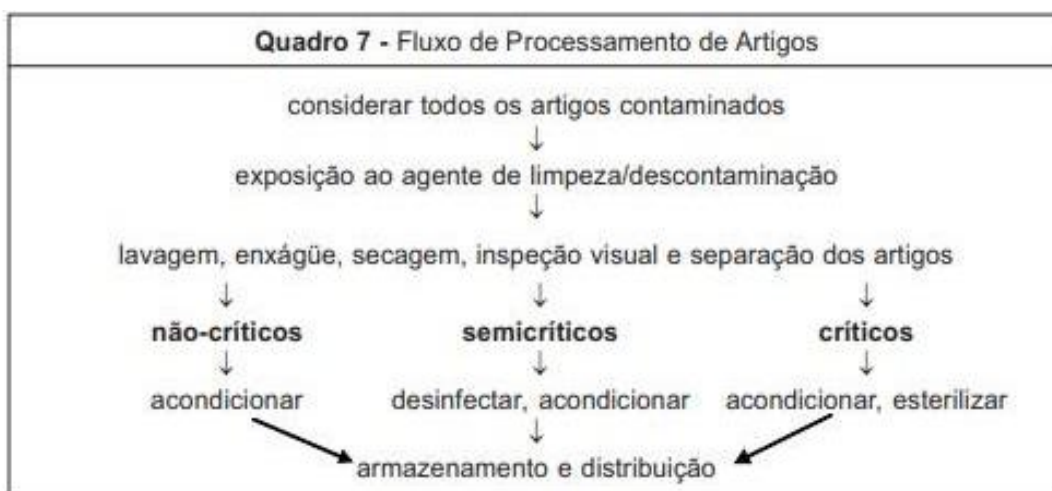 Quadro 7 - Fluxo de Processamento de Artigos
considerar todos os artigos contaminados
↓
exposição ao agente de limpeza/descontaminação
↓
lavagem, enxágüe, secagem, inspeção visual e separação dos artigos
↓ ↓ ↓
não-críticos semicríticos críticos
↓ ↓ ↓
acondicionar desinfectar, acondicionar acondicionar, esterilizar
↓
armazenamento e distribuição